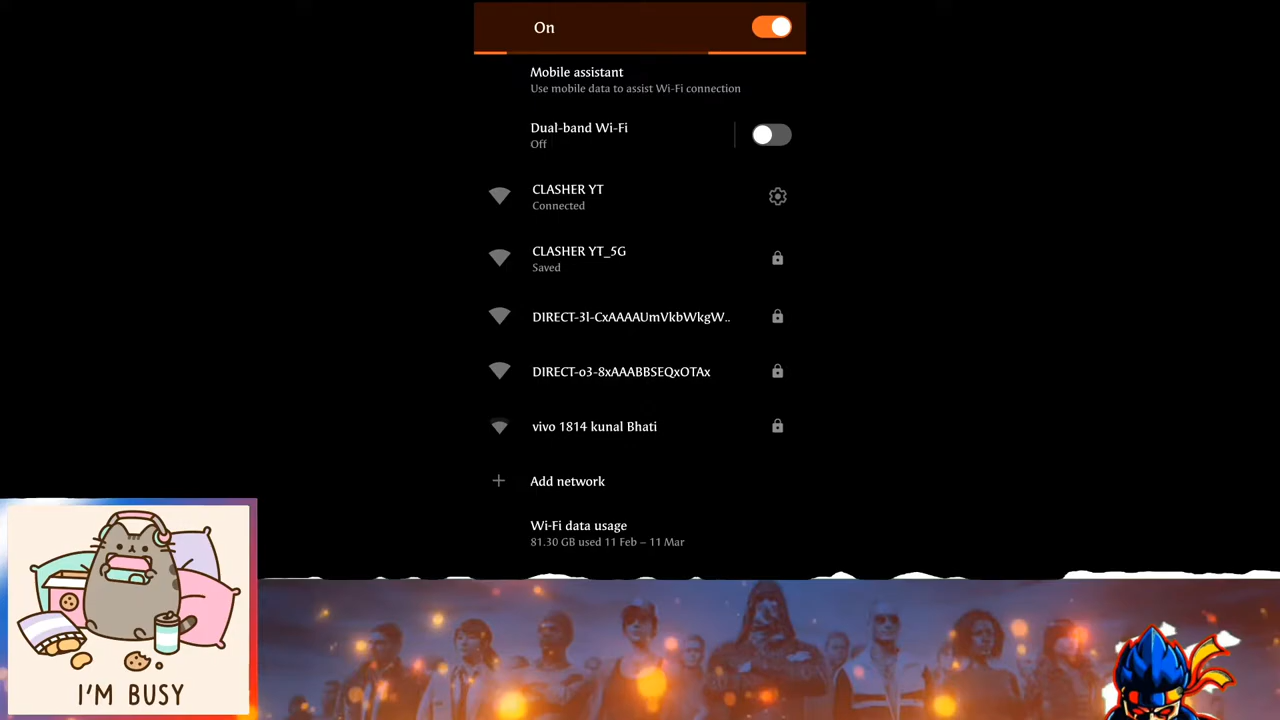 On
Mobile assistant
Use mobile data to assist Wi-Fi connection
Dual-band Wi-Fi
Off
CLASHER YT
Connected
CLASHER YT_5G
Saved
DIRECT-3l-CxAAAAUmVkbWkgW..
DIRECT-o3-8xAAABBSEQxOTAx
vivo 1814 kunal Bhati
Add network
Wi-Fi data usage
81.30 GB used 11 Feb – 11 Mar
I'M BUSY